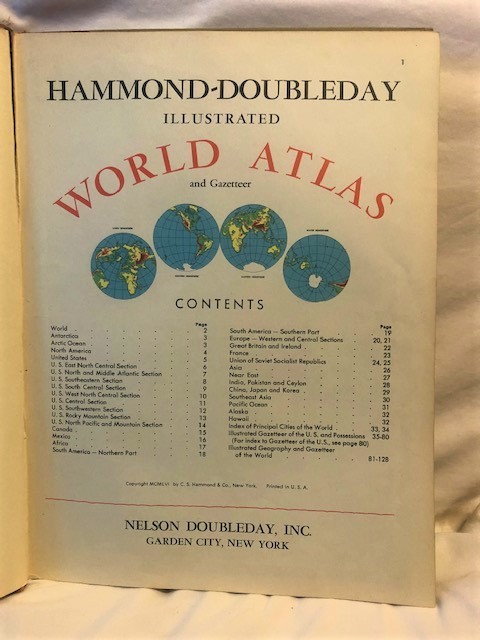 1
HAMMOND-DOUBLEDAY
ILLUSTRATED
WORLD ATLAS
and Gazetteer
CONTENTS
Page
World . . . 2
Antarctica . . . 3
Arctic Ocean . . . 3
North America . . . 4
United States . . . 5
U. S. East North Central Section . . . 6
U. S. North and Middle Atlantic Section . . . 7
U. S. Southeastern Section . . . 8
U. S. South Central Section . . . 9
U. S. West North Central Section . . . 10
U. S. Central Section . . . 11
U. S. Southwestern Section . . . 12
U. S. Rocky Mountain Section . . . 13
U. S. North Pacific and Mountain Section . . . 14
Canada . . . 15
Mexico . . . 16
Africa . . . 17
South America — Northern Part . . . 18
Page
South America — Southern Part . . . 19
Europe — Western and Central Sections . . . 20, 21
Great Britain and Ireland . . . 22
France . . . 23
Union of Soviet Socialist Republics . . . 24, 25
Asia . . . 26
Near East . . . 27
India, Pakistan and Ceylon . . . 28
China, Japan and Korea . . . 29
Southeast Asia . . . 30
Pacific Ocean . . . 31
Alaska . . . 32
Hawaii . . . 32
Index of Principal Cities of the World . . . 33, 34
Illustrated Gazetteer of the U. S. and Possessions 35-80
(For index to Gazetteer of the U. S., see page 80)
Illustrated Geography and Gazetteer
of the World . . . 81-128
Copyright MCMLVI by C. S. Hammond & Co., New York. Printed in U. S. A.
NELSON DOUBLEDAY, INC.
GARDEN CITY, NEW YORK